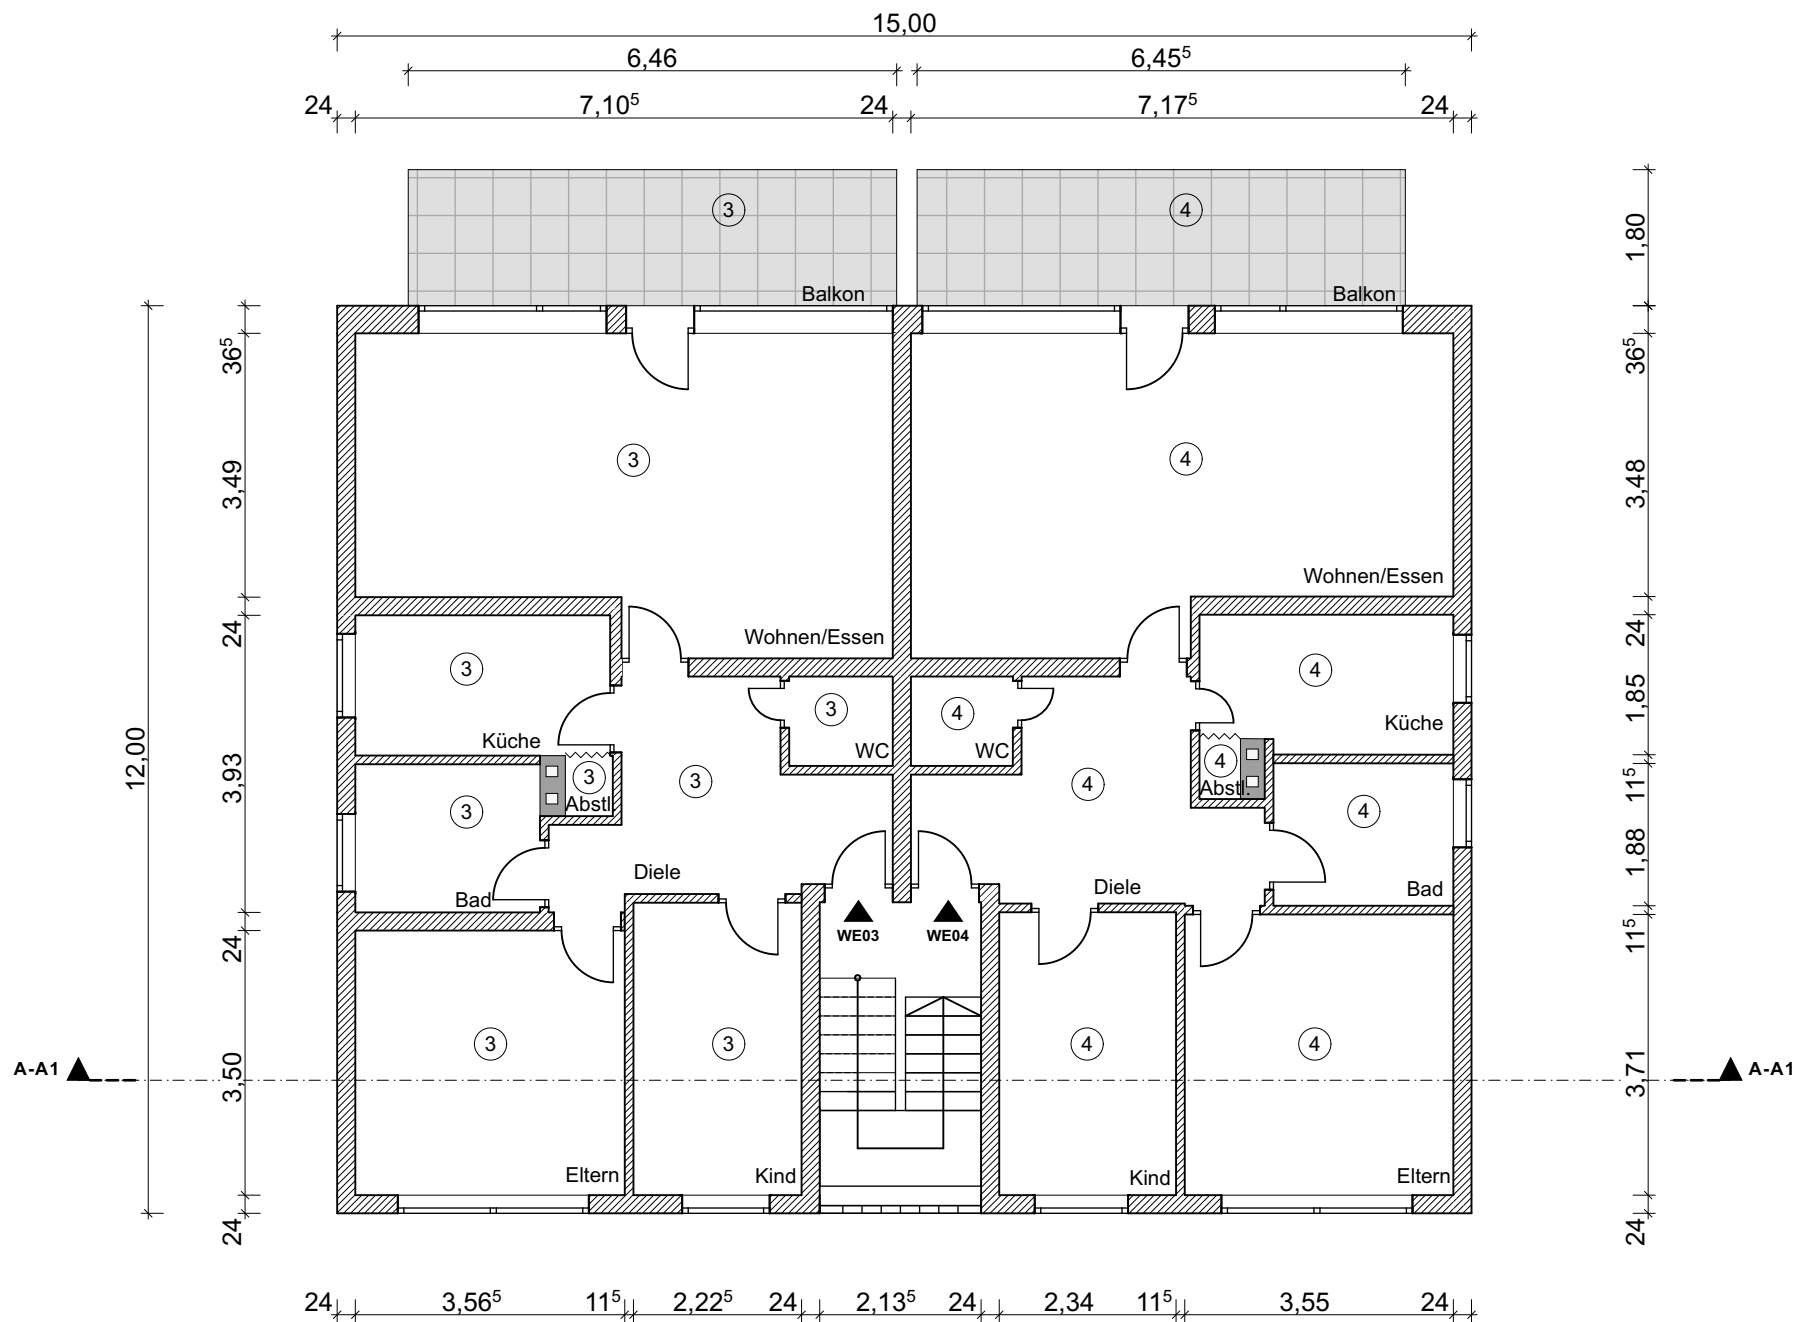 15,00
6,46 6,45⁵
24 7,10⁵ 24 7,17⁵ 24
3 4
1,80
Balkon Balkon
36⁵ 36⁵
12,00
3 4
3,49 3,48
Wohnen/Essen
24 24
Wohnen/Essen
3 4
3 4
1,85
Küche WC WC Küche
3,93 3 4
Abstl. Abstl.
3 4
11⁵
3 4
1,88
Diele Diele
Bad Bad
24 11⁵
WE03 WE04
3 3 4 4
A-A1 A-A1
3,50 3,71
Eltern Kind Kind Eltern
24 24
24 3,56⁵ 11⁵ 2,22⁵ 24 2,13⁵ 24 2,34 11⁵ 3,55 24